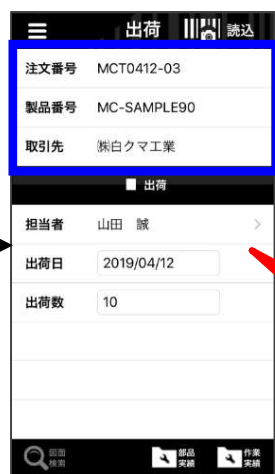 出荷 読込
注文番号 MCT0412-03
製品番号 MC-SAMPLE90
取引先 ㈱白クマ工業
■ 出荷
担当者 山田 誠
出荷日 2019/04/12
出荷数 10
図面検索 部品実績 作業実績